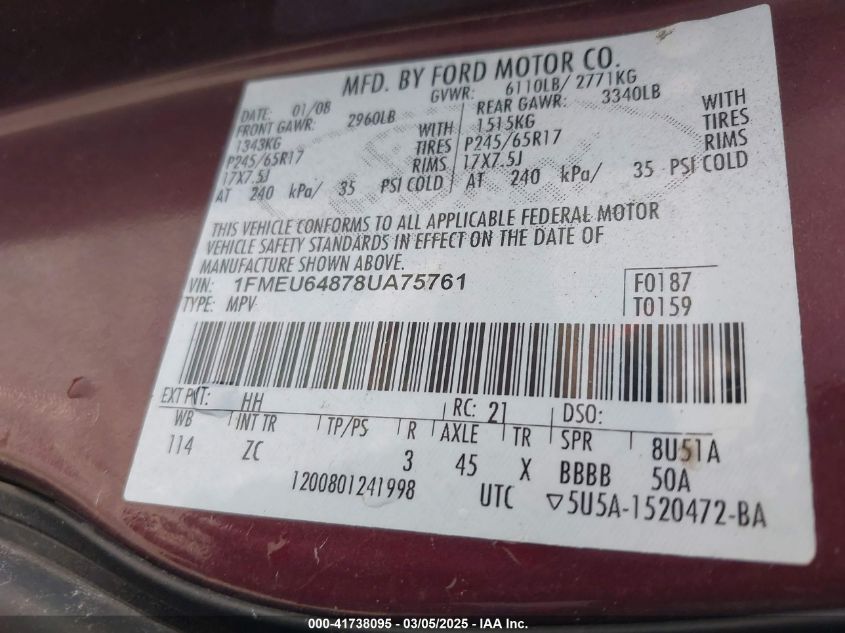 MFD. BY FORD MOTOR CO.
DATE: 01/08 GVWR: 6110LB/ 2771KG
FRONT GAWR: 2960LB REAR GAWR: 3340LB
1343KG WITH 1515KG WITH
P245/65R17 TIRES P245/65R17 TIRES
17X7.5J RIMS 17X7.5J RIMS
AT 240 kPa/ 35 PSI COLD AT 240 kPa/ 35 PSI COLD
THIS VEHICLE CONFORMS TO ALL APPLICABLE FEDERAL MOTOR
VEHICLE SAFETY STANDARDS IN EFFECT ON THE DATE OF
MANUFACTURE SHOWN ABOVE.
VIN: 1FMEU64878UA75761 F0187
TYPE: MPV T0159
EXT PNT: HH RC: 21 DSO:
WB INT TR TP/PS R AXLE TR SPR 8U51A
114 ZC 3 45 X BBBB 50A
1200801241998 UTC ▽5U5A-1520472-BA
000-41738095 - 03/05/2025 - IAA Inc.